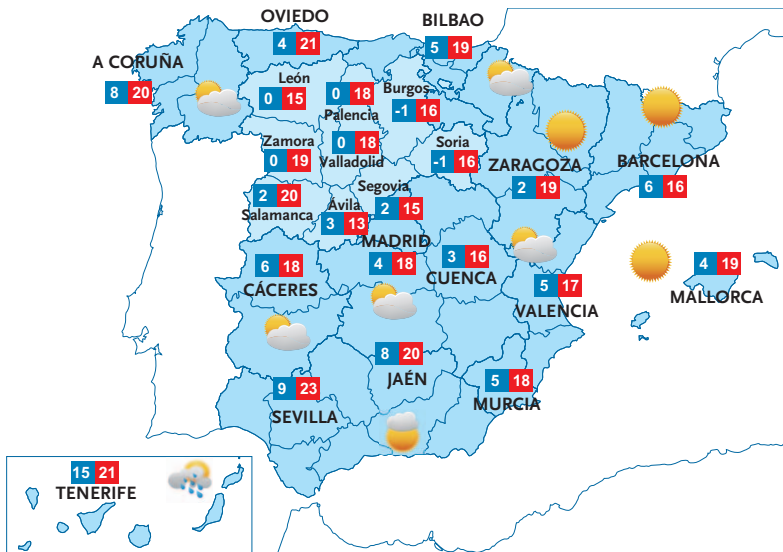 OVIEDO
4 21
BILBAO
5 19
A CORUÑA
8 20
León
0 15
0 18
Palencia
Burgos
-1 16
Zamora
0 19
0 18
Valladolid
Soria
-1 16
ZARAGOZA
2 19
BARCELONA
6 16
2 20
Salamanca
Ávila
3 13
Segovia
2 15
MADRID
4 18
3 16
CUENCA
6 18
CÁCERES
5 17
VALENCIA
4 19
MALLORCA
8 20
JAÉN
9 23
SEVILLA
5 18
MURCIA
15 21
TENERIFE